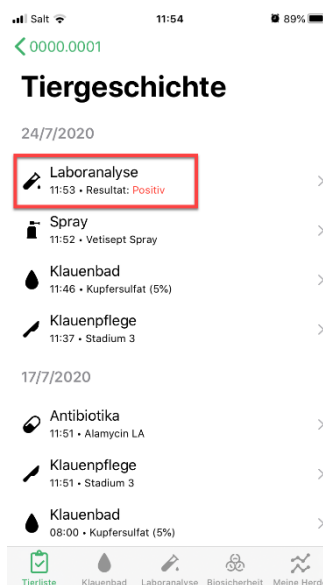 Salt 11:54 89%
0000.0001
Tiergeschichte
24/7/2020
Laboranalyse
11:53 • Resultat: Positiv
Spray
11:52 • Vetisept Spray
Klauenbad
11:46 • Kupfersulfat (5%)
Klauenpflege
11:37 • Stadium 3
17/7/2020
Antibiotika
11:51 • Alamycin LA
Klauenpflege
11:51 • Stadium 3
Klauenbad
08:00 • Kupfersulfat (5%)
Tierliste Klauenbad Laboranalyse Biosicherheit Meine Herd